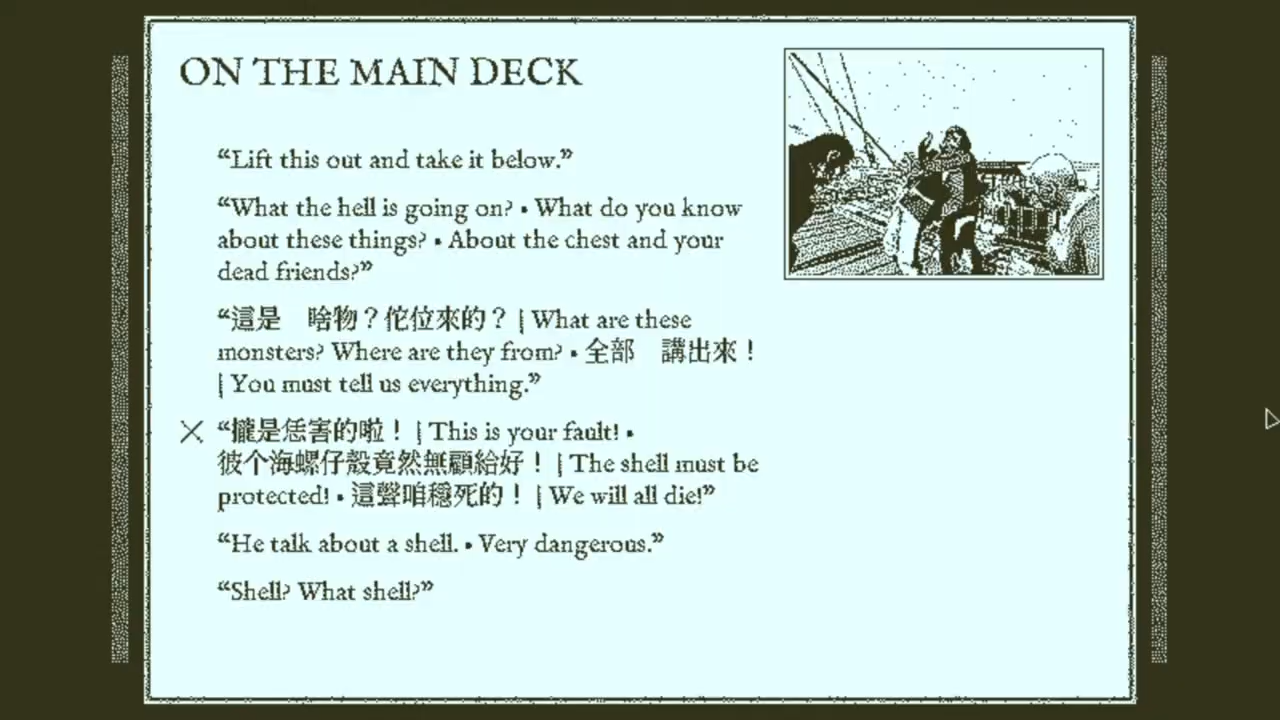 ON THE MAIN DECK
“Lift this out and take it below.”
“What the hell is going on? • What do you know
about these things? • About the chest and your
dead friends?”
“這是　啥物？佗位來的？ | What are these
monsters? Where are they from? • 全部　講出來！
| You must tell us everything.”
“攏是恁害的啦！ | This is your fault! •
彼个海螺仔殼竟然無顧給好！ | The shell must be
protected! • 這聲咱穩死的！ | We will all die!”
“He talk about a shell. • Very dangerous.”
“Shell? What shell?”